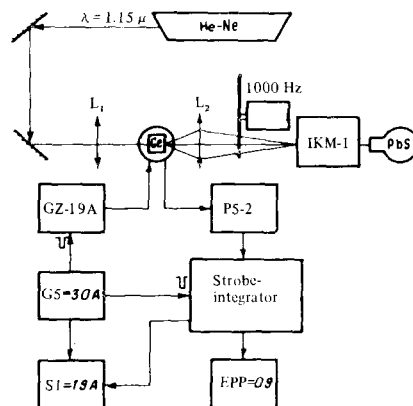 λ = 1.15 μ
He-Ne
1000 Hz
L₁
L₂
Ge
IKM-1
PbS
GZ-19A
P5-2
G5=30A
Strobe-
integrator
S1=19A
EPP=09